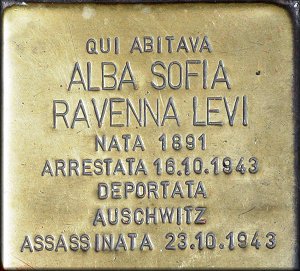 QUI ABITAVA
ALBA SOFIA
RAVENNA LEVI
NATA 1891
ARRESTATA 16.10.1943
DEPORTATA
AUSCHWITZ
ASSASSINATA 23.10.1943